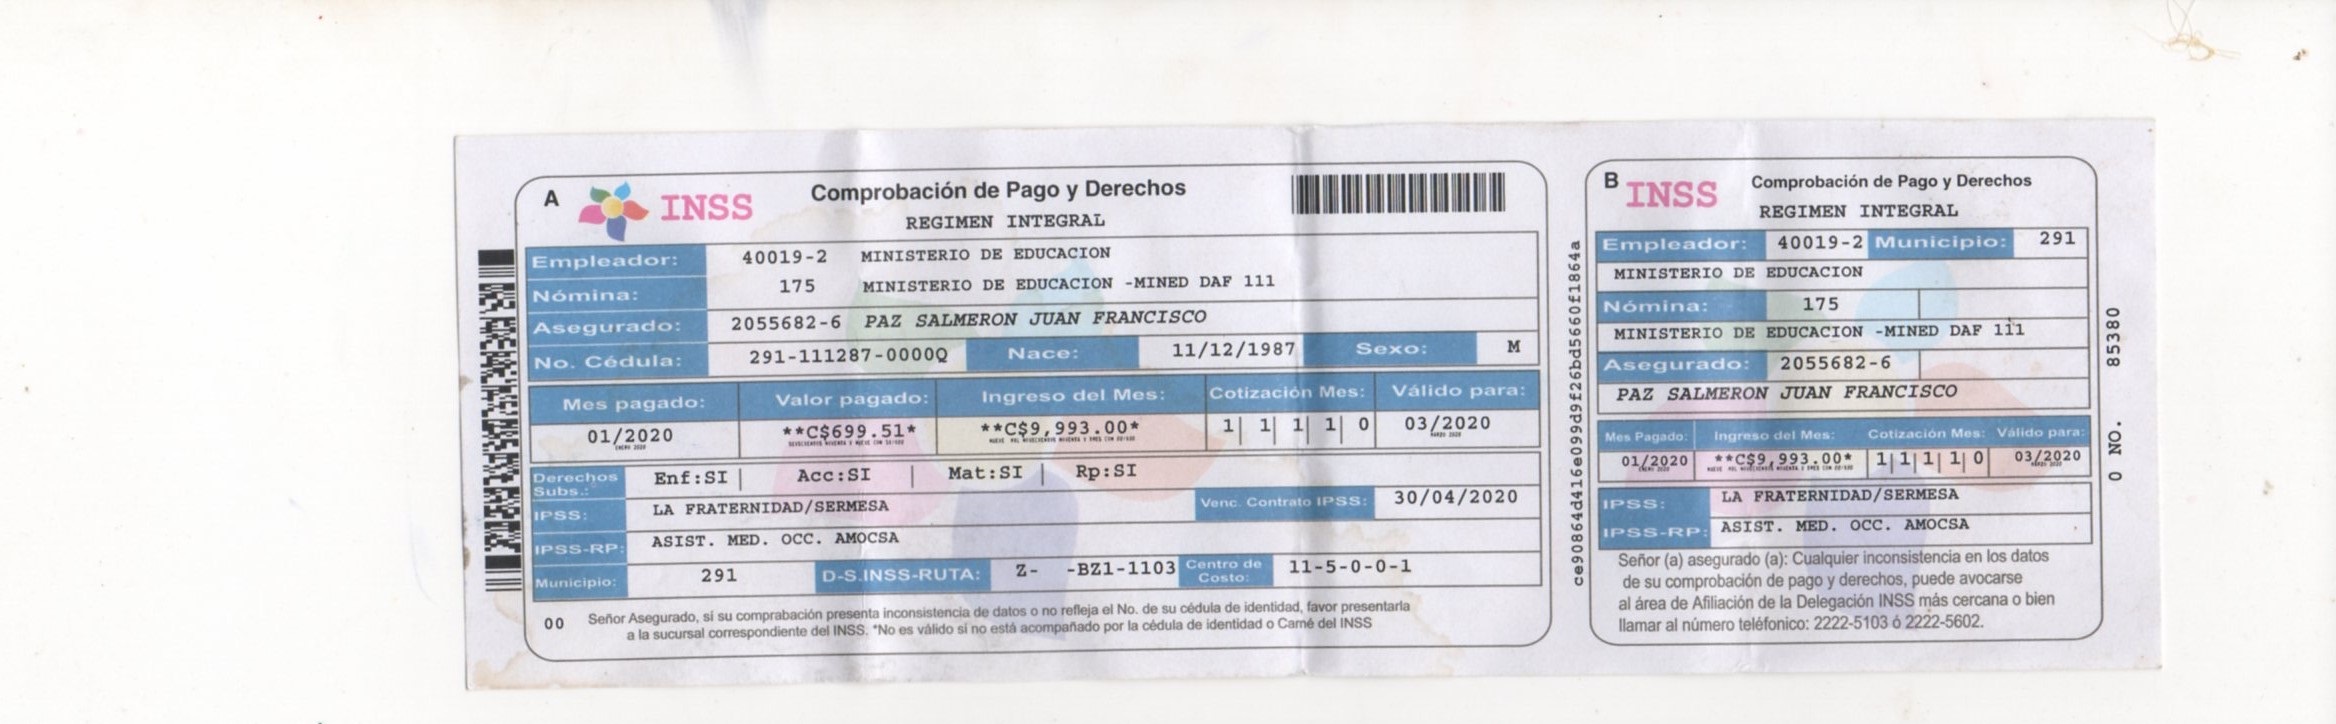 A
INSS
Comprobación de Pago y Derechos
REGIMEN INTEGRAL
Empleador: 40019-2 MINISTERIO DE EDUCACION
Nómina: 175 MINISTERIO DE EDUCACION -MINED DAF 111
Asegurado: 2055682-6 PAZ SALMERON JUAN FRANCISCO
No. Cédula: 291-111287-0000Q Nace: 11/12/1987 Sexo: M
Mes pagado: Valor pagado: Ingreso del Mes: Cotización Mes: Válido para:
01/2020 **C$699.51* **C$9,993.00* 1| 1| 1| 1| 0 03/2020
ENERO 2020 MARZO 2020
Derechos Subs.: Enf:SI | Acc:SI | Mat:SI | Rp:SI
IPSS: LA FRATERNIDAD/SERMESA Venc. Contrato IPSS: 30/04/2020
IPSS-RP: ASIST. MED. OCC. AMOCSA
Municipio: 291 D-S.INSS-RUTA: Z- -BZ1-1103 Centro de Costo: 11-5-0-0-1
00 Señor Asegurado, si su comprabación presenta inconsistencia de datos o no refleja el No. de su cédula de identidad, favor presentarla
a la sucursal correspondiente del INSS. *No es válido si no está acompañado por la cédula de identidad o Carné del INSS
ce90864d416e099d9f26bd5660f1864a
B
INSS
Comprobación de Pago y Derechos
REGIMEN INTEGRAL
Empleador: 40019-2 Municipio: 291
MINISTERIO DE EDUCACION
Nómina: 175
MINISTERIO DE EDUCACION -MINED DAF 111
Asegurado: 2055682-6
PAZ SALMERON JUAN FRANCISCO
Mes Pagado: Ingreso del Mes: Cotización Mes: Válido para:
01/2020 **C$9,993.00* 1| 1| 1| 1| 0 03/2020
ENERO 2020 MARZO 2020
IPSS: LA FRATERNIDAD/SERMESA
IPSS-RP: ASIST. MED. OCC. AMOCSA
Señor (a) asegurado (a): Cualquier inconsistencia en los datos
de su comprobación de pago y derechos, puede avocarse
al área de Afiliación de la Delegación INSS más cercana o bien
llamar al número teléfonico: 2222-5103 ó 2222-5602.
0 NO. 85380